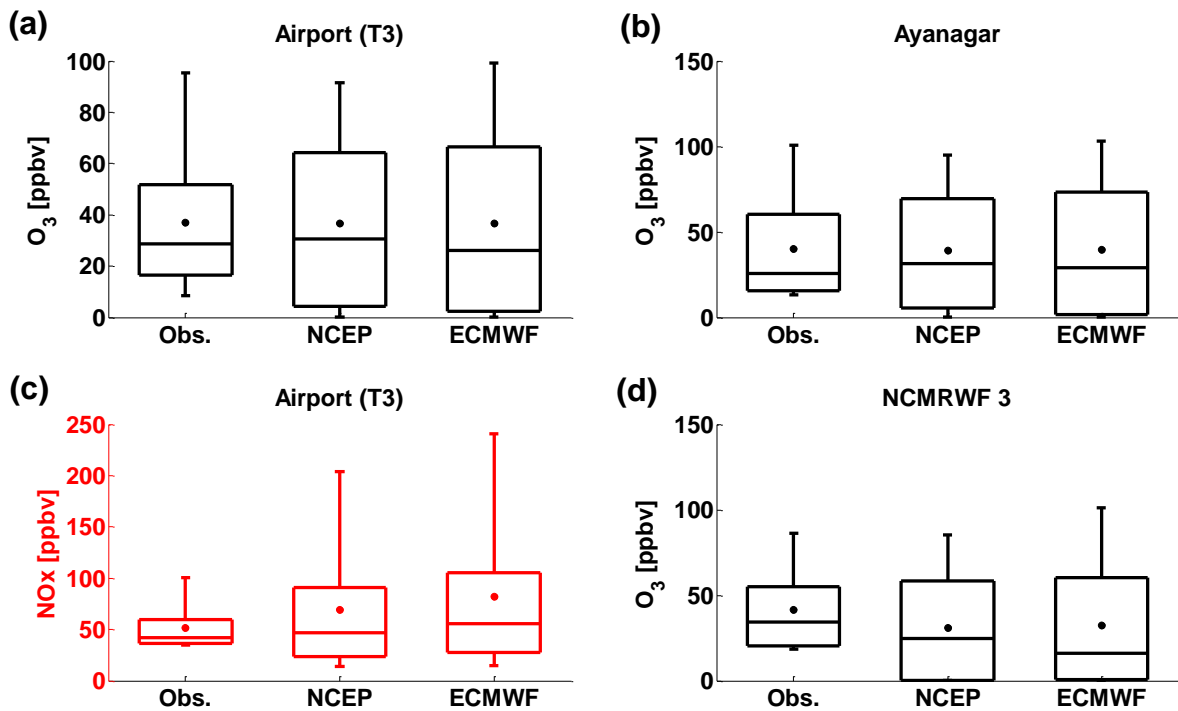 (a)
Airport (T3)
O3 [ppbv]
100
80
60
40
20
0
Obs. NCEP ECMWF
(b)
Ayanagar
O3 [ppbv]
150
100
50
0
Obs. NCEP ECMWF
(c)
Airport (T3)
NOx [ppbv]
250
200
150
100
50
0
Obs. NCEP ECMWF
(d)
NCMRWF 3
O3 [ppbv]
150
100
50
0
Obs. NCEP ECMWF